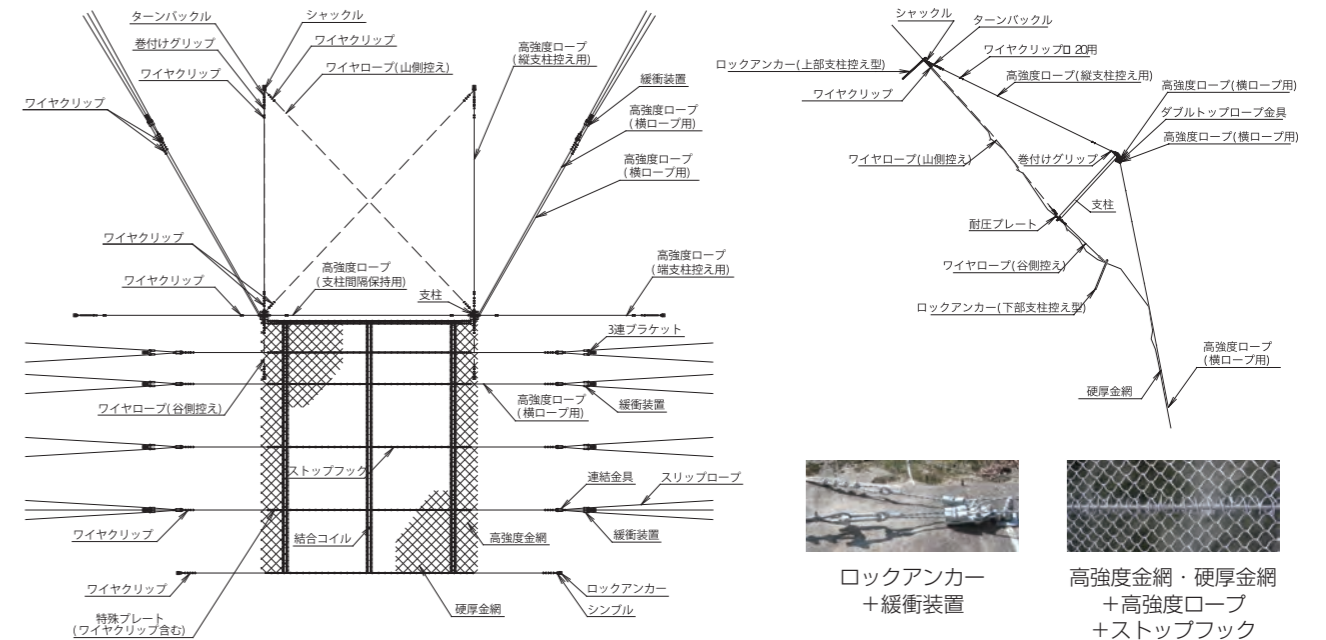 ターンバックル
シャックル
巻付けグリップ
ワイヤクリップ
ワイヤクリップ
ワイヤロープ(山側控え)
ワイヤクリップ
高強度ロープ
(縦支柱控え用)
緩衝装置
高強度ロープ
(横ロープ用)
高強度ロープ
(横ロープ用)
ワイヤクリップ
ワイヤクリップ
高強度ロープ
(支柱間隔保持用)
支柱
高強度ロープ
(端支柱控え用)
3連ブラケット
ワイヤロープ(谷側控え)
高強度ロープ
(横ロープ用)
緩衝装置
ストップフック
連結金具
スリップロープ
ワイヤクリップ
結合コイル
高強度金網
緩衝装置
ワイヤクリップ
ロックアンカー
特殊プレート
(ワイヤクリップ含む)
硬厚金網
シンブル
シャックル
ターンバックル
ロックアンカー(上部支柱控え型)
ワイヤクリップロ 20用
高強度ロープ(縦支柱控え用)
ワイヤクリップ
高強度ロープ(横ロープ用)
ダブルトップロープ金具
高強度ロープ(横ロープ用)
ワイヤロープ(山側控え)
巻付けグリップ
支柱
耐圧プレート
ワイヤロープ(谷側控え)
ロックアンカー(下部支柱控え型)
高強度ロープ
(横ロープ用)
硬厚金網
ロックアンカー
+緩衝装置
高強度金網・硬厚金網
+高強度ロープ
+ストップフック